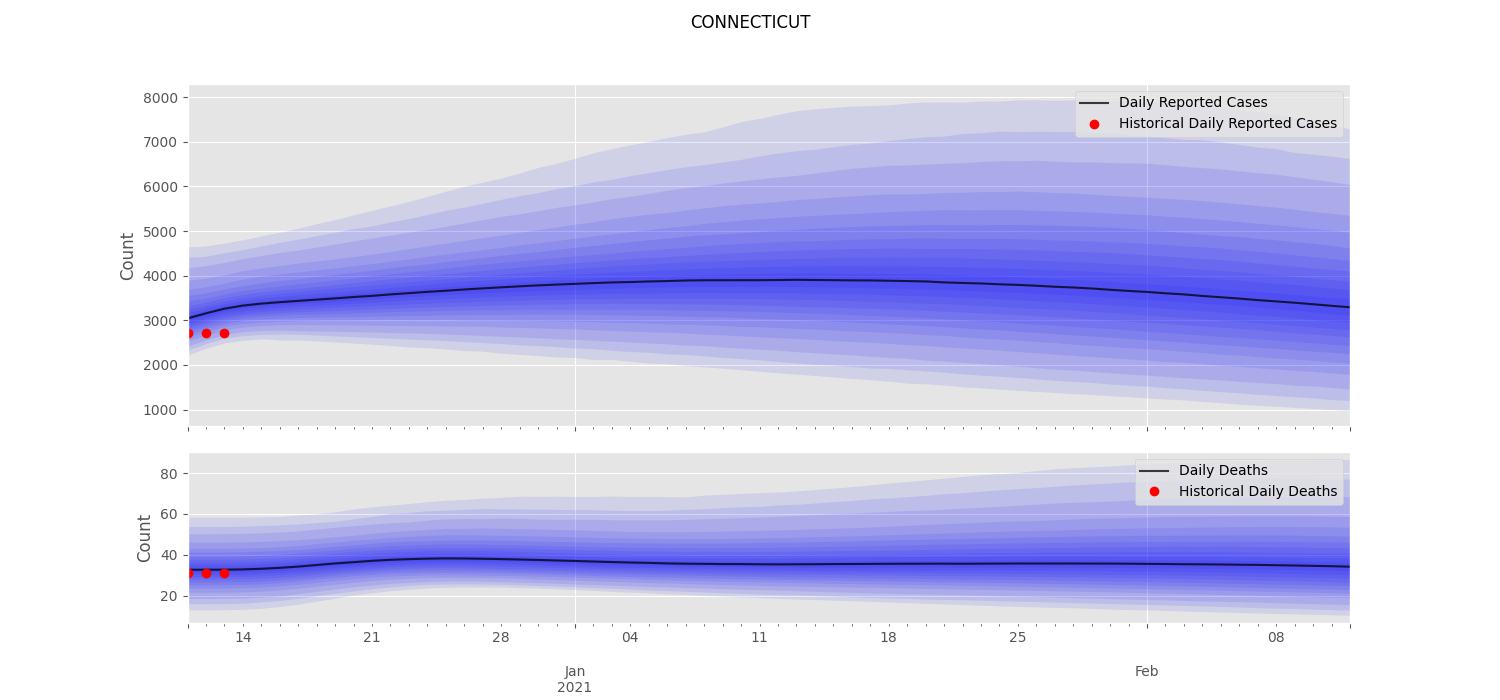 CONNECTICUT
8000
7000
6000
5000
4000
3000
2000
1000
Count
Daily Reported Cases
Historical Daily Reported Cases
80
60
40
20
Count
Daily Deaths
Historical Daily Deaths
14 21 28 04 11 18 25 08
Jan Feb
2021